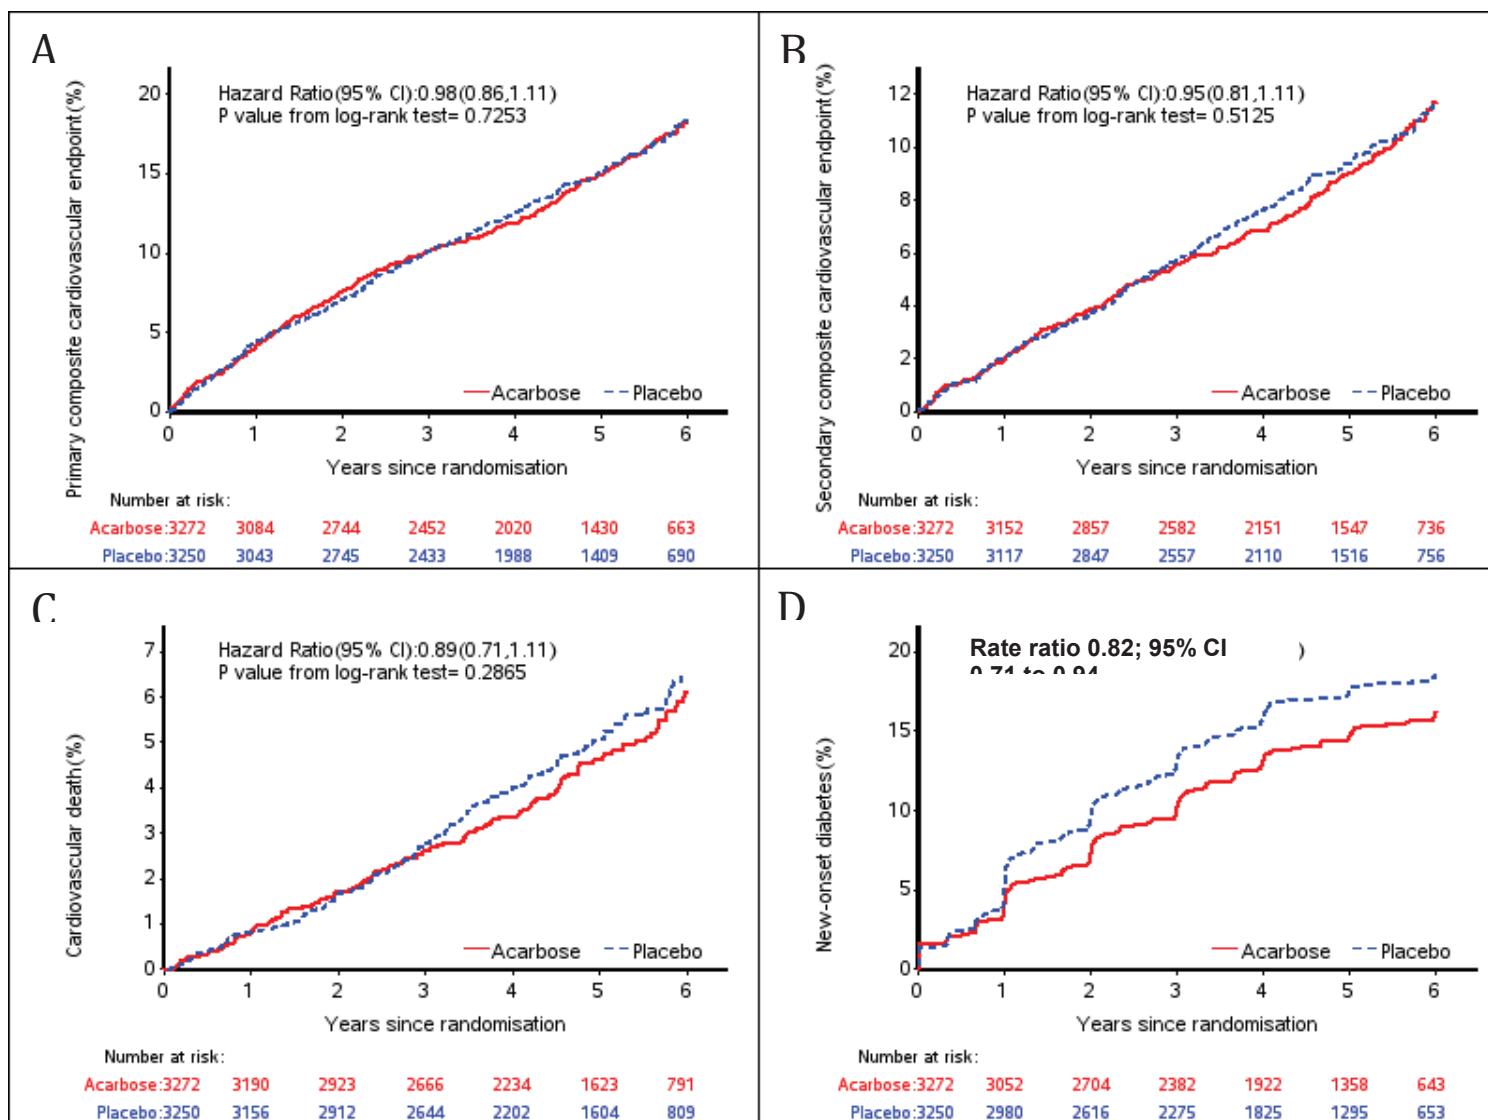 A
Primary composite cardiovascular endpoint(%)
Hazard Ratio(95% CI):0.98(0.86,1.11)
P value from log-rank test= 0.7253
20
15
10
5
0
Acarbose Placebo
0 1 2 3 4 5 6
Years since randomisation
Number at risk:
Acarbose:3272 3084 2744 2452 2020 1430 663
Placebo:3250 3043 2745 2433 1988 1409 690
B
Secondary composite cardiovascular endpoint(%)
Hazard Ratio(95% CI):0.95(0.81,1.11)
P value from log-rank test= 0.5125
12
10
8
6
4
2
0
Acarbose Placebo
0 1 2 3 4 5 6
Years since randomisation
Number at risk:
Acarbose:3272 3152 2857 2582 2151 1547 736
Placebo:3250 3117 2847 2557 2110 1516 756
C
Cardiovascular death(%)
Hazard Ratio(95% CI):0.89(0.71,1.11)
P value from log-rank test= 0.2865
7
6
5
4
3
2
1
0
Acarbose Placebo
0 1 2 3 4 5 6
Years since randomisation
Number at risk:
Acarbose:3272 3190 2923 2666 2234 1623 791
Placebo:3250 3156 2912 2644 2202 1604 809
D
New-onset diabetes(%)
Rate ratio 0.82; 95% CI )
0.71 to 0.94
20
15
10
5
0
Acarbose Placebo
0 1 2 3 4 5 6
Years since randomisation
Number at risk:
Acarbose:3272 3052 2704 2382 1922 1358 643
Placebo:3250 2980 2616 2275 1825 1295 653